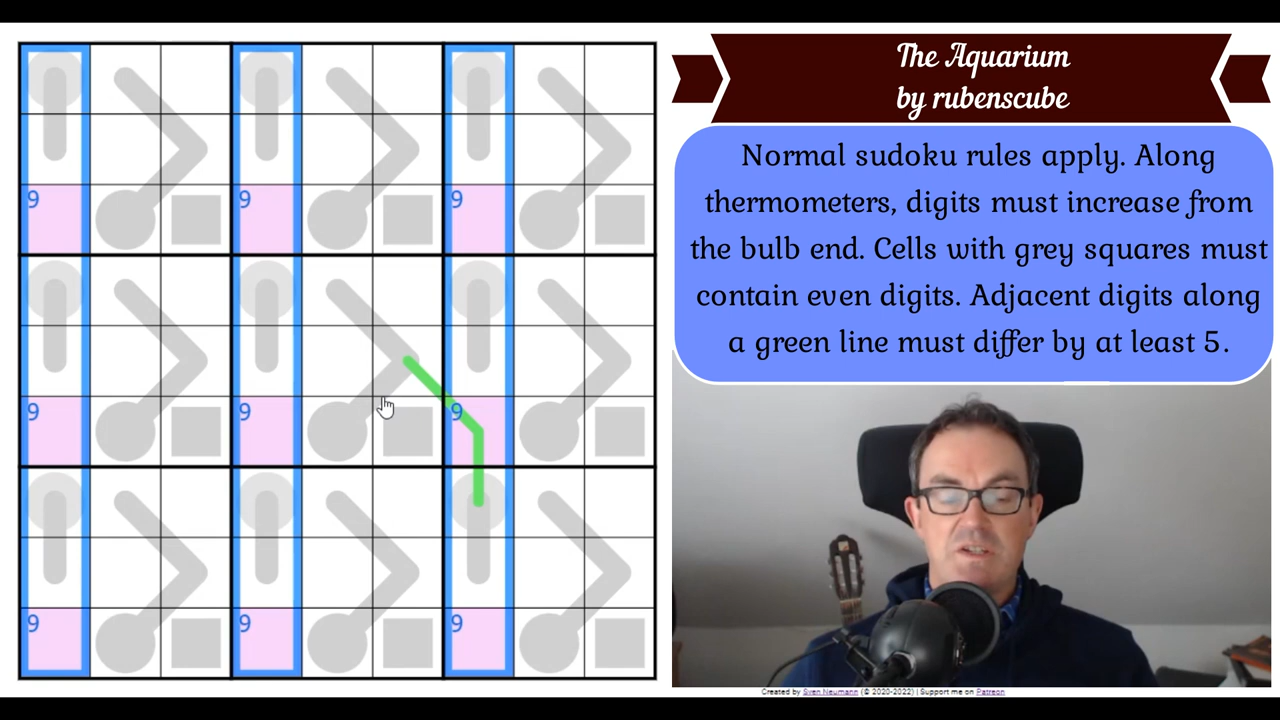 The Aquarium
by rubenscube
Normal sudoku rules apply. Along
thermometers, digits must increase from
the bulb end. Cells with grey squares must
contain even digits. Adjacent digits along
a green line must differ by at least 5.
9 9 9
9 9 9
9 9 9
Created by Sven Neumann (© 2020-2022) | Support me on Patreon